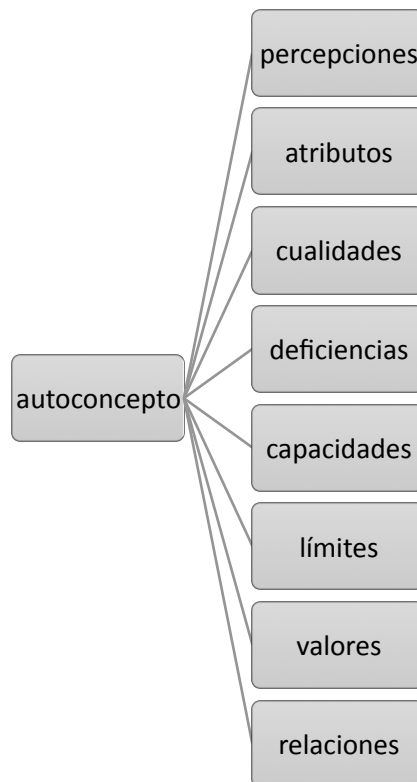 percepciones
atributos
cualidades
deficiencias
autoconcepto
capacidades
límites
valores
relaciones